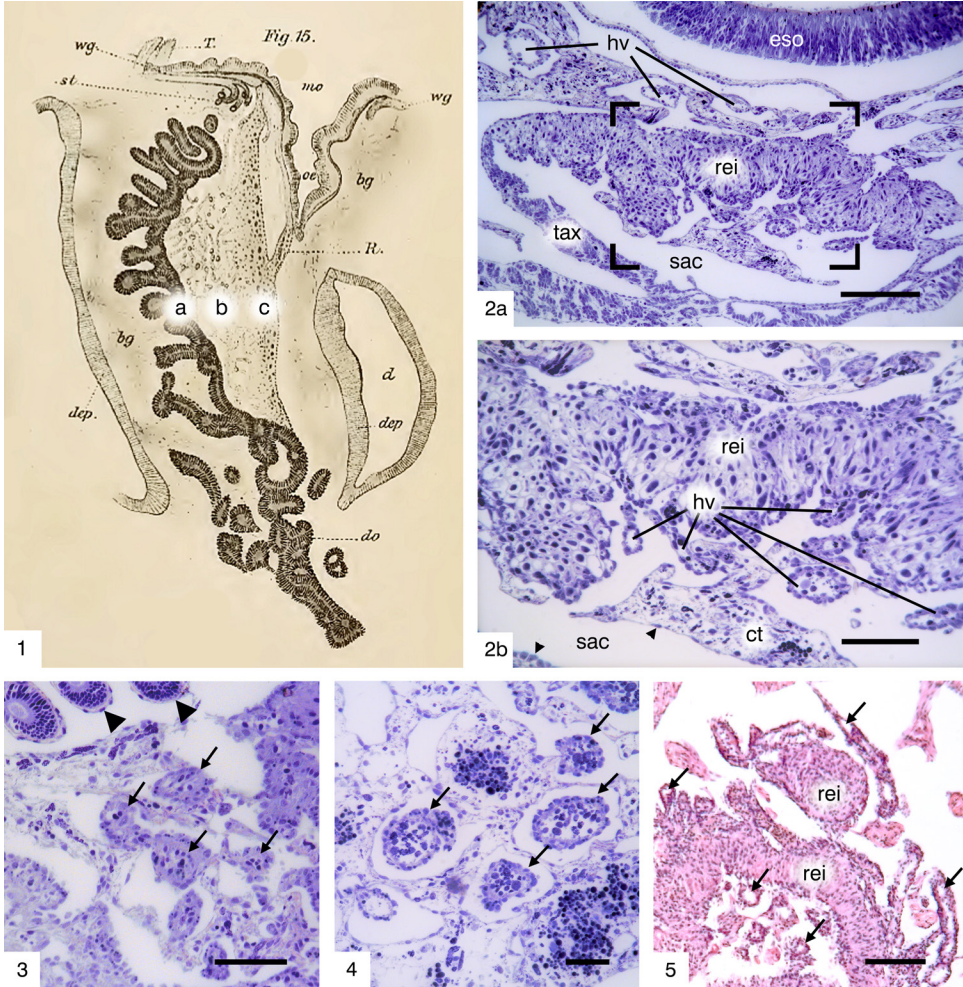 Fig. 15.
wg
T.
st
mo
wg
oe
bg
R.
a
b
c
bg
d
dep.
dep
do
1
eso
hv
rei
tax
sac
2a
rei
hv
ct
sac
2b
3
4
rei
rei
5